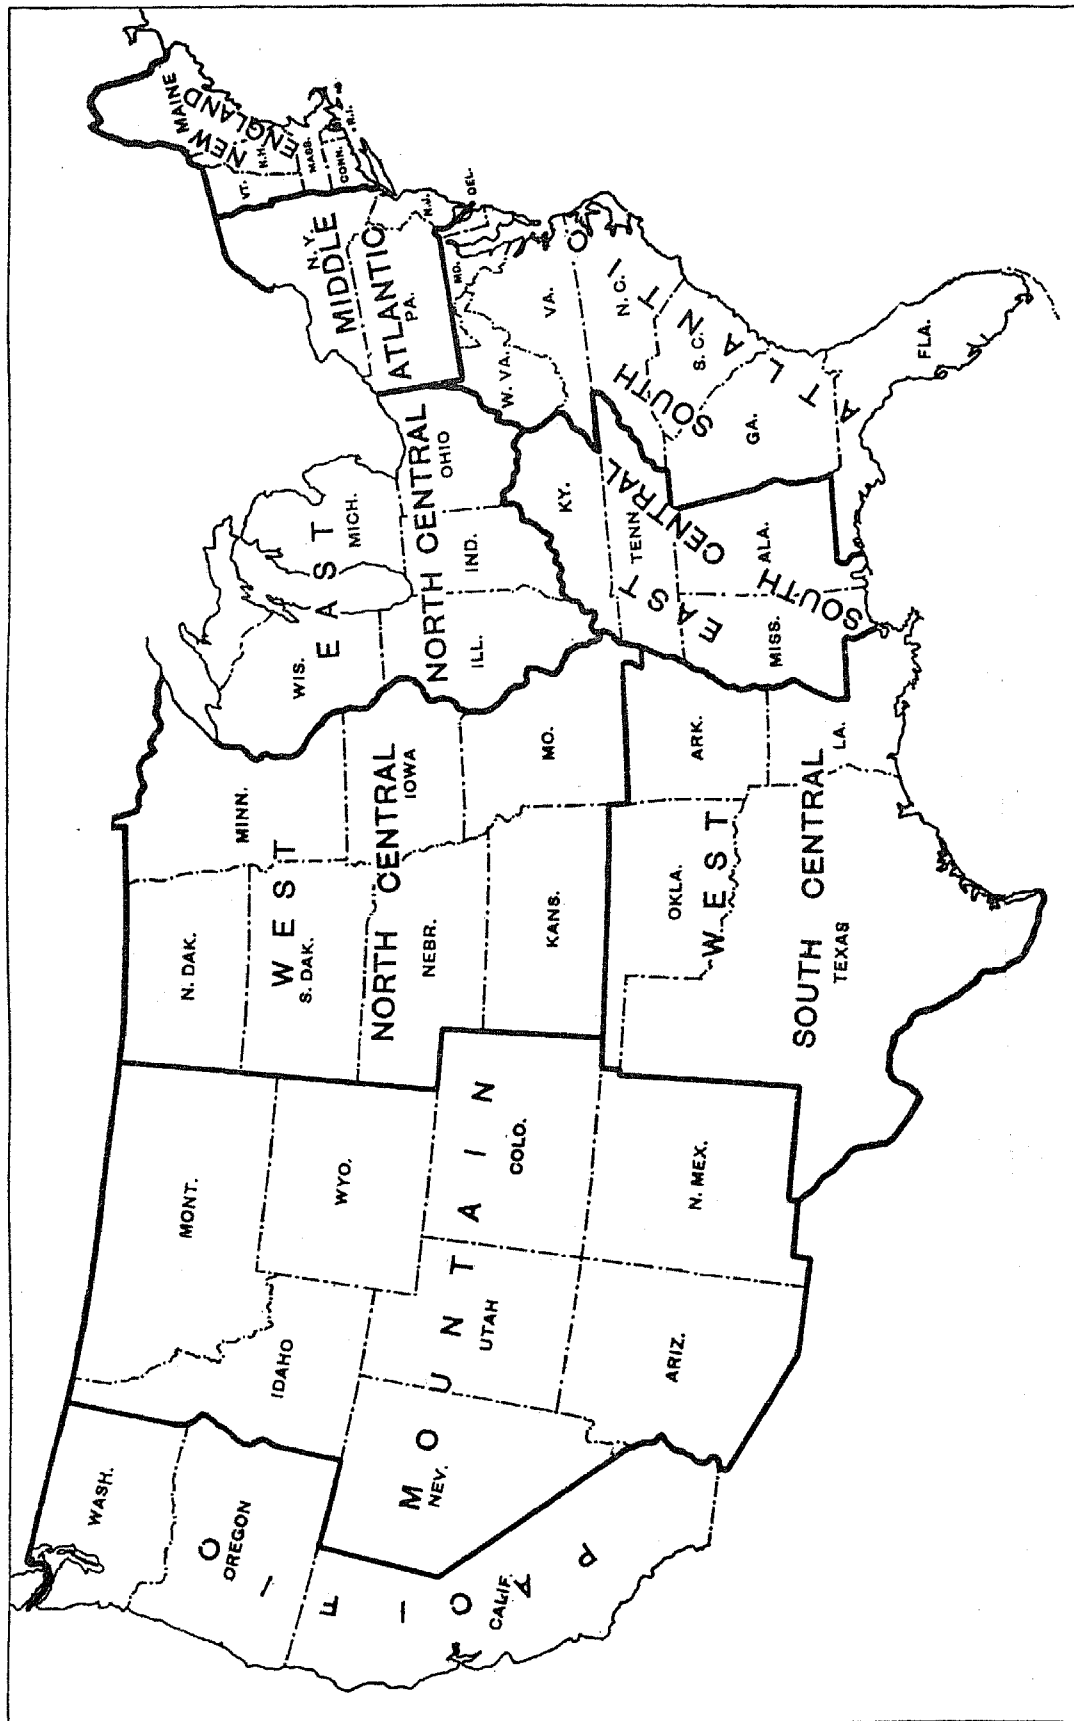 WASH.
OREGON
CALIF.
P A C I F I C
MONT.
IDAHO
WYO.
NEV.
UTAH
COLO.
ARIZ.
N. MEX.
M O U N T A I N
N. DAK.
MINN.
S. DAK.
WEST
NORTH CENTRAL
NEBR.
IOWA
KANS.
MO.
OKLA.
ARK.
WEST
SOUTH CENTRAL
TEXAS
LA.
WIS.
MICH.
EAST
NORTH CENTRAL
ILL.
IND.
OHIO
KY.
TENN
EAST
SOUTH
CENTRAL
MISS.
ALA.
N.Y.
MIDDLE
ATLANTIC
PA.
N.J.
MAINE
NEW
ENGLAND
VT.
N.H.
MASS.
CONN.
R.I.
DEL.
MD.
W. VA.
VA.
N. C.
S. C.
SOUTH
A T L A N T I C
GA.
FLA.